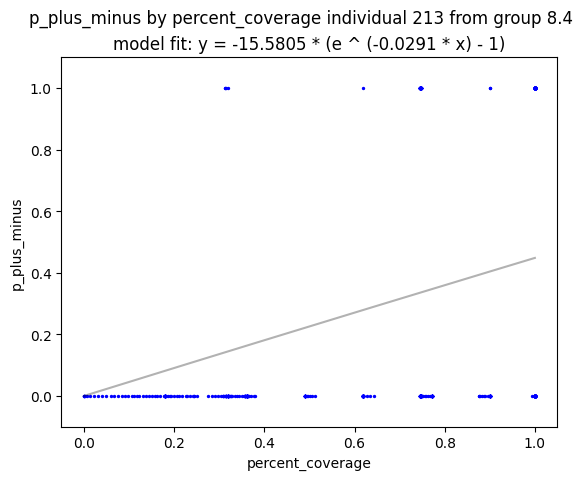 p_plus_minus by percent_coverage individual 213 from group 8.4
model fit: y = -15.5805 * (e ^ (-0.0291 * x) - 1)
1.0
0.8
0.6
0.4
0.2
0.0
p_plus_minus
0.0 0.2 0.4 0.6 0.8 1.0
percent_coverage